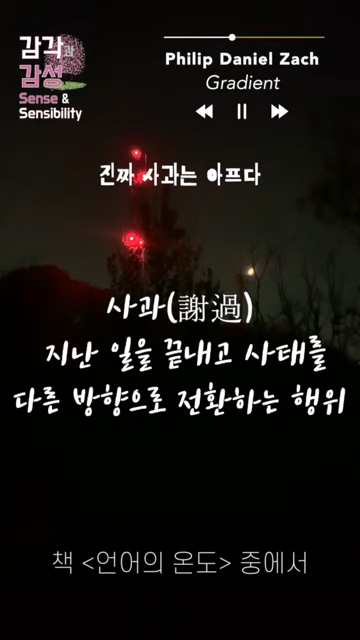 감각과
감성
Sense &
Sensibility
Philip Daniel Zach
Gradient
진짜 사과는 아프다
사과(謝過)
지난 일을 끝내고 사태를
다른 방향으로 전환하는 행위
책 <언어의 온도> 중에서